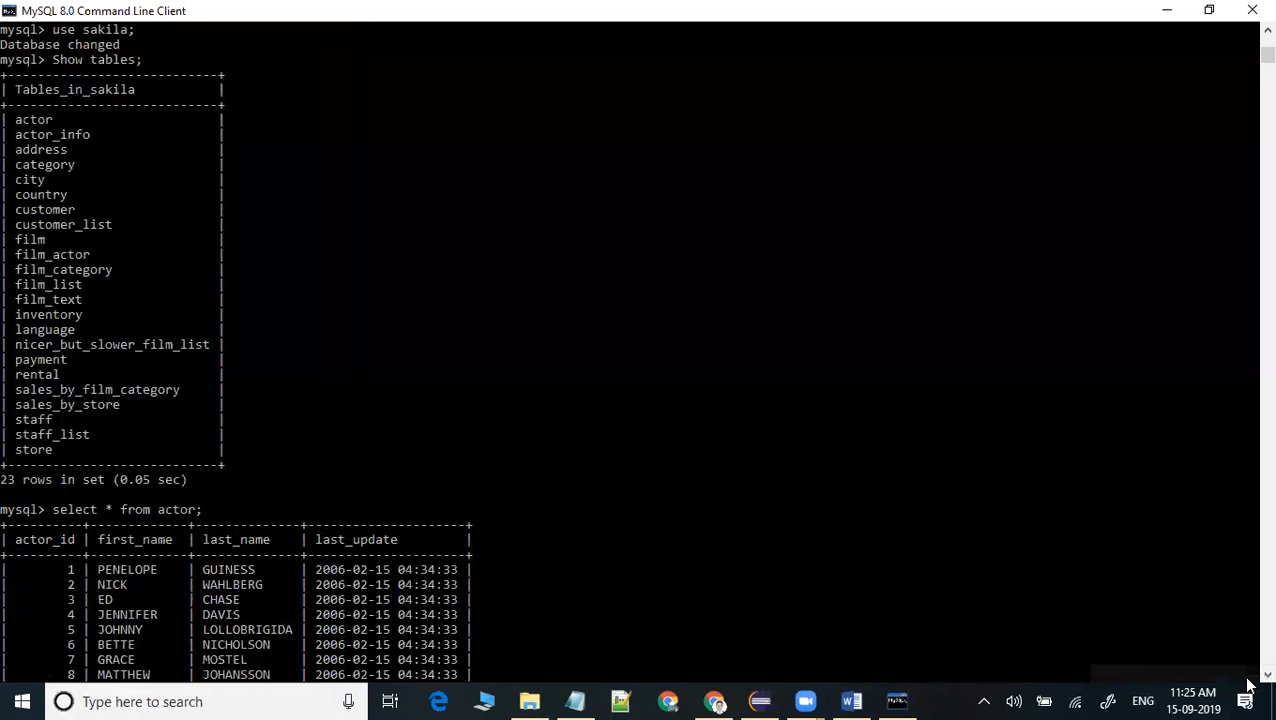 MySQL 8.0 Command Line Client
mysql> use sakila;
Database changed
mysql> Show tables;
+---------------------------+
| Tables_in_sakila          |
+---------------------------+
| actor                     |
| actor_info                |
| address                   |
| category                  |
| city                      |
| country                   |
| customer                  |
| customer_list             |
| film                      |
| film_actor                |
| film_category             |
| film_list                 |
| film_text                 |
| inventory                 |
| language                  |
| nicer_but_slower_film_list |
| payment                   |
| rental                    |
| sales_by_film_category    |
| sales_by_store            |
| staff                     |
| staff_list                |
| store                     |
+---------------------------+
23 rows in set (0.05 sec)
mysql> select * from actor;
+----------+-------------+--------------+---------------------+
| actor_id | first_name  | last_name    | last_update         |
+----------+-------------+--------------+---------------------+
|        1 | PENELOPE    | GUINESS      | 2006-02-15 04:34:33 |
|        2 | NICK        | WAHLBERG     | 2006-02-15 04:34:33 |
|        3 | ED          | CHASE        | 2006-02-15 04:34:33 |
|        4 | JENNIFER    | DAVIS        | 2006-02-15 04:34:33 |
|        5 | JOHNNY      | LOLLOBRIGIDA | 2006-02-15 04:34:33 |
|        6 | BETTE       | NICHOLSON    | 2006-02-15 04:34:33 |
|        7 | GRACE       | MOSTEL       | 2006-02-15 04:34:33 |
|        8 | MATTHEW     | JOHANSSON    | 2006-02-15 04:34:33 |
Type here to search
ENG
11:25 AM
15-09-2019